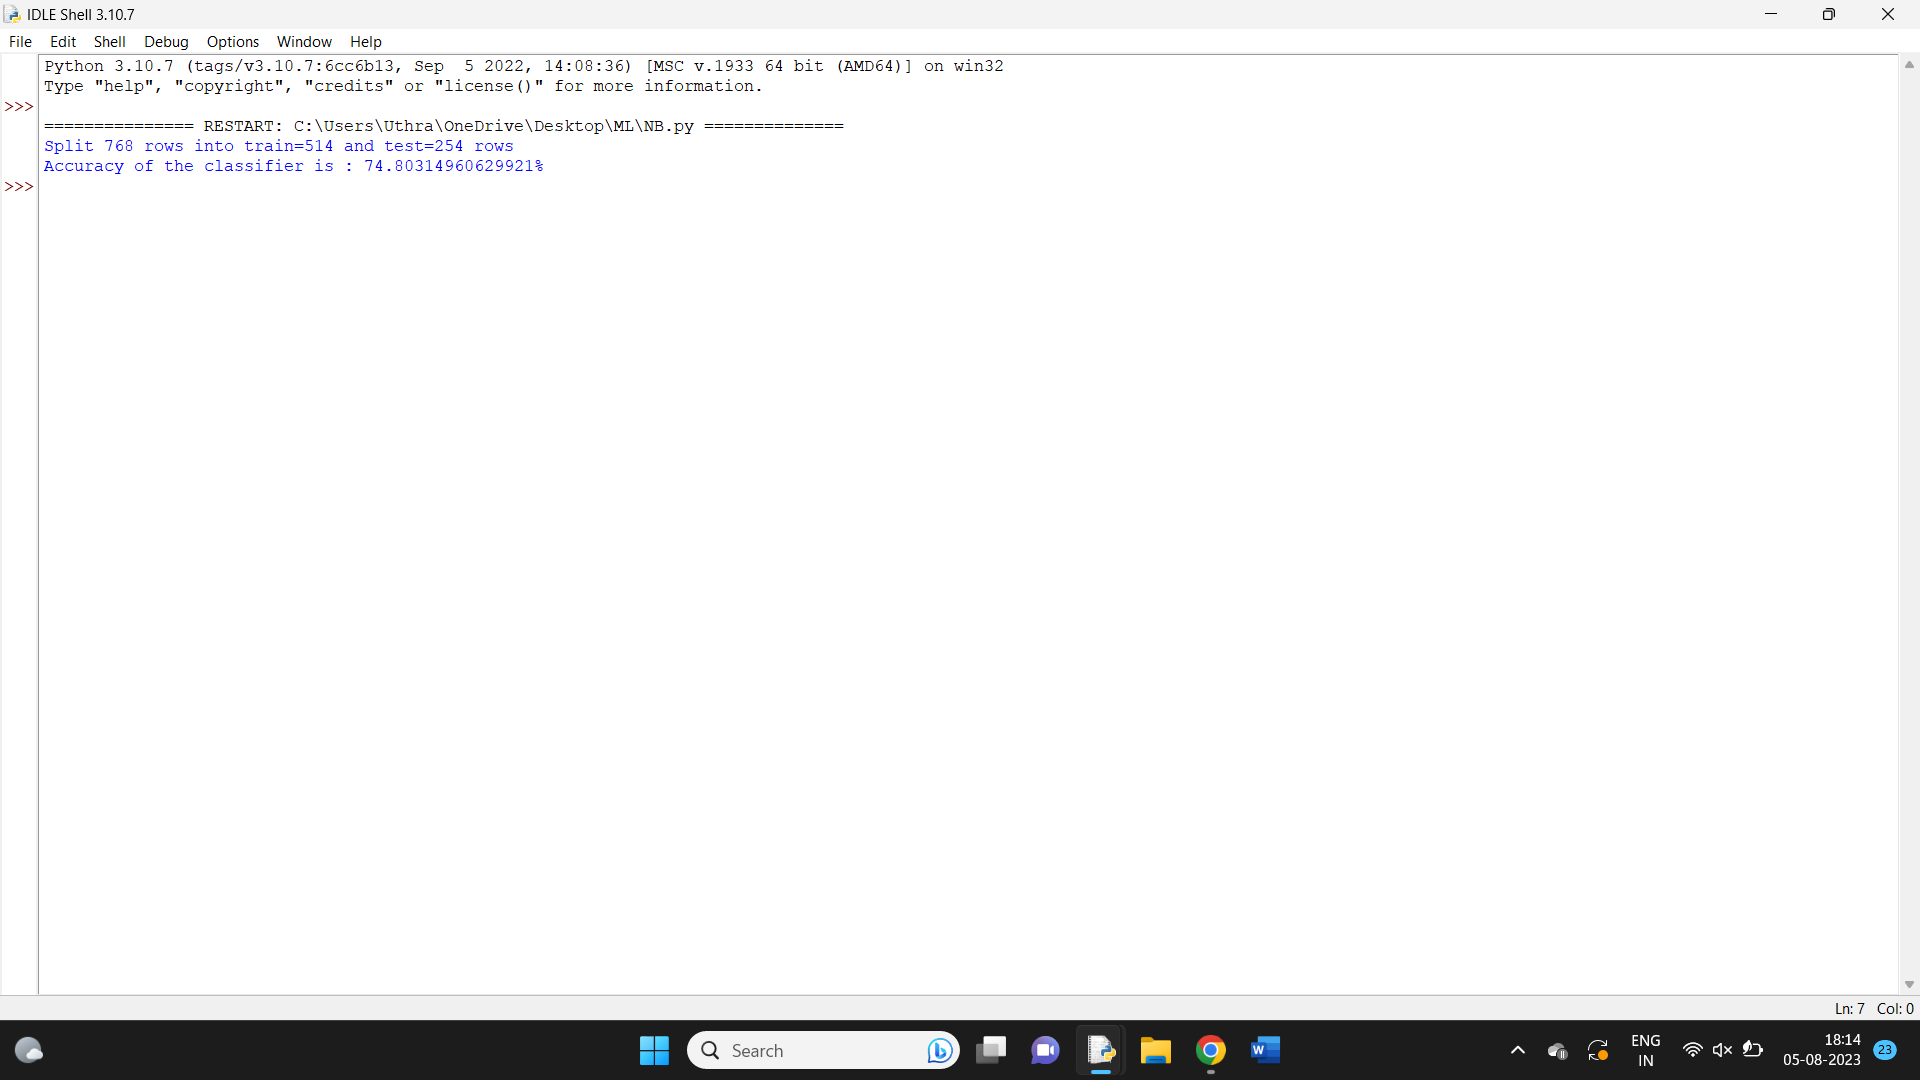 IDLE Shell 3.10.7
File Edit Shell Debug Options Window Help
Python 3.10.7 (tags/v3.10.7:6cc6b13, Sep  5 2022, 14:08:36) [MSC v.1933 64 bit (AMD64)] on win32
Type "help", "copyright", "credits" or "license()" for more information.
>>>
=============== RESTART: C:\Users\Uthra\OneDrive\Desktop\ML\NB.py ==============
Split 768 rows into train=514 and test=254 rows
Accuracy of the classifier is : 74.80314960629921%
>>>
Ln: 7 Col: 0
Search
W
ENG
IN
18:14
05-08-2023
23